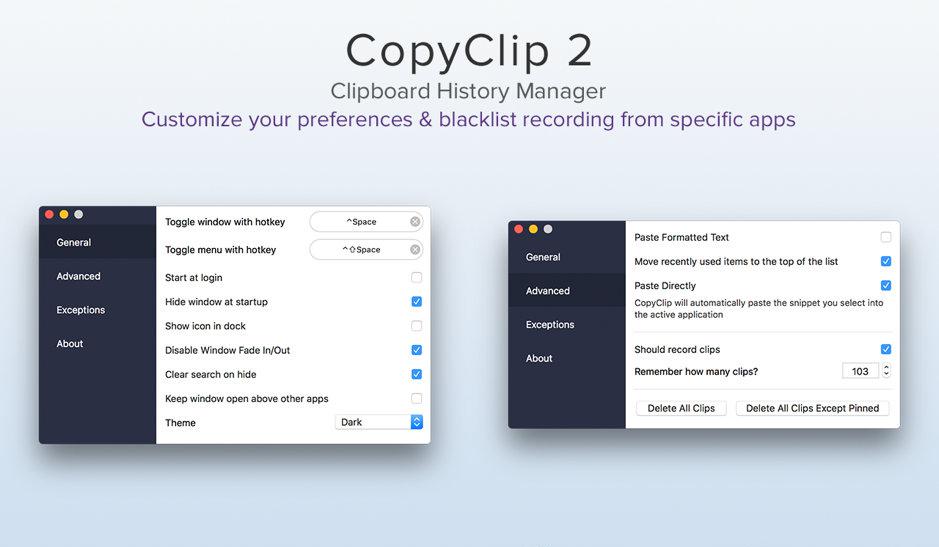 CopyClip 2
Clipboard History Manager
Customize your preferences & blacklist recording from specific apps
General
Advanced
Exceptions
About
Toggle window with hotkey
^Space
Toggle menu with hotkey
^⇧Space
Start at login
Hide window at startup
Show icon in dock
Disable Window Fade In/Out
Clear search on hide
Keep window open above other apps
Theme
Dark
General
Advanced
Exceptions
About
Paste Formatted Text
Move recently used items to the top of the list
Paste Directly
CopyClip will automatically paste the snippet you select into
the active application
Should record clips
Remember how many clips?
103
Delete All Clips
Delete All Clips Except Pinned